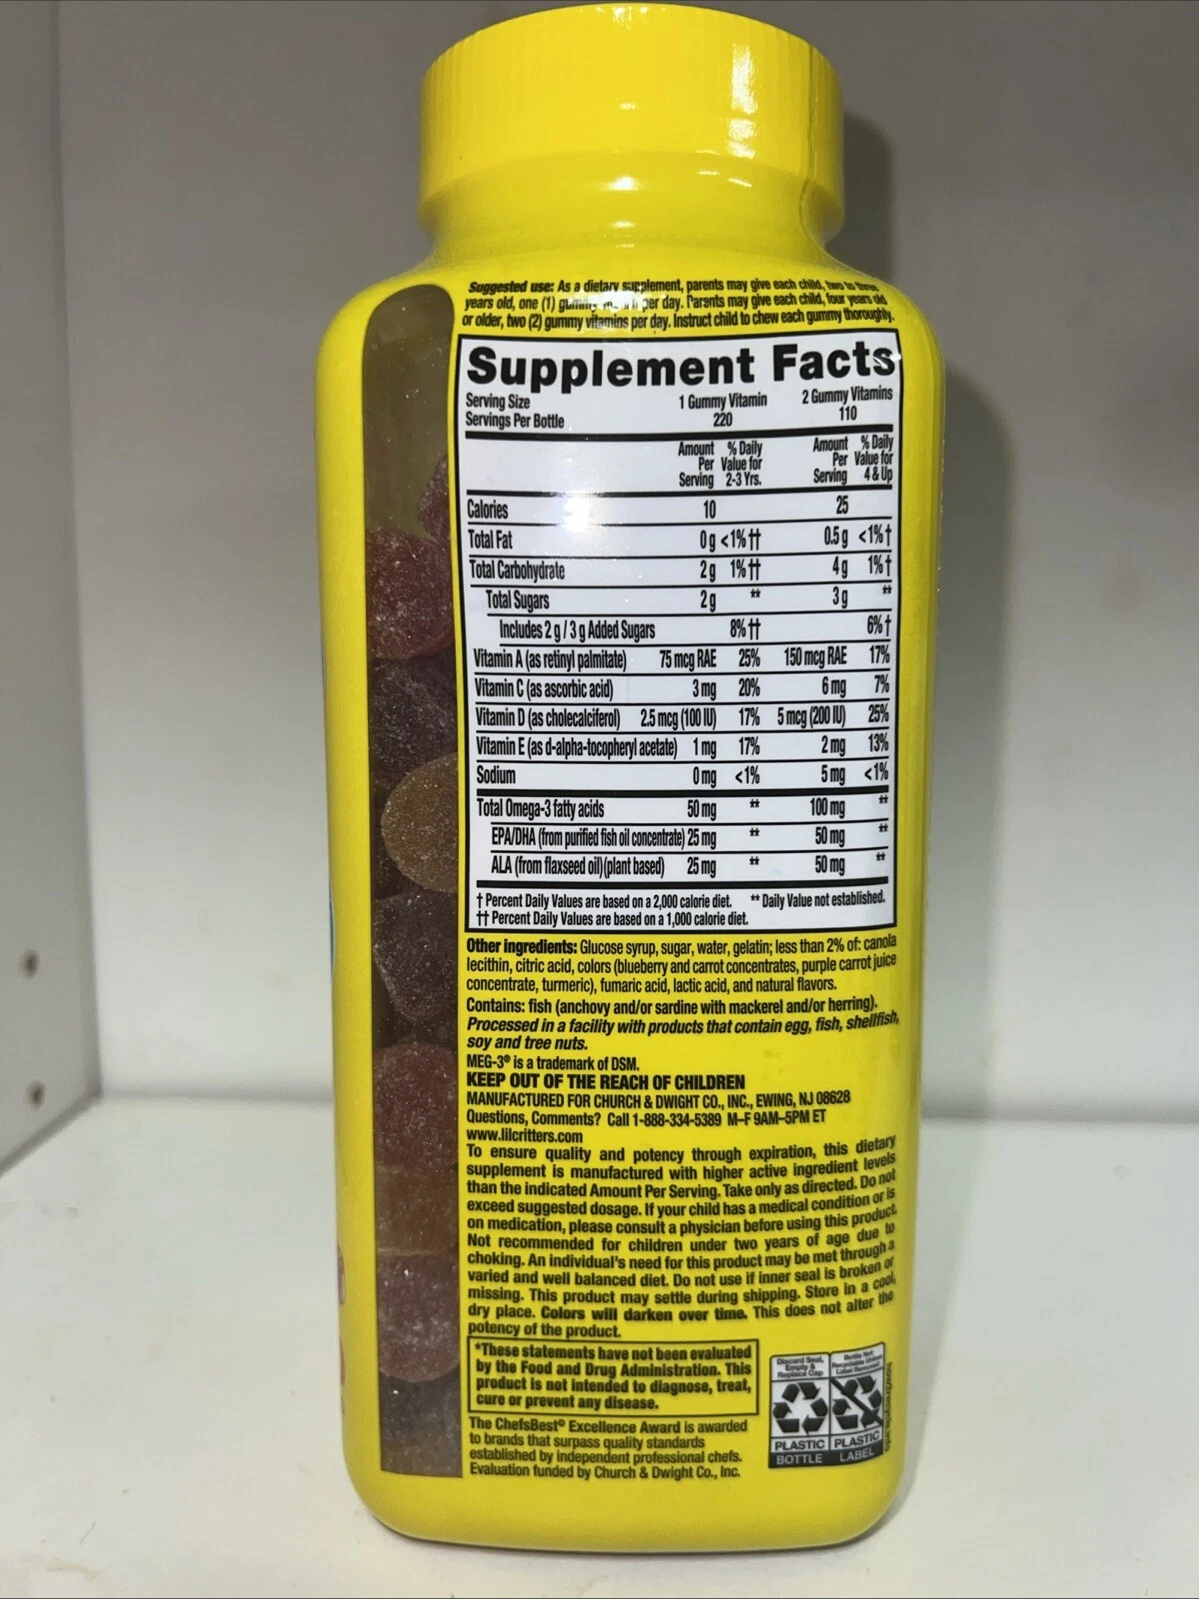 Suggested use: As a dietary supplement, parents may give each child, two to three
years old, one (1) gummy per day. Parents may give each child, four years old
or older, two (2) gummy vitamins per day. Instruct child to chew each gummy thoroughly.
Supplement Facts
Serving Size 1 Gummy Vitamin 2 Gummy Vitamins
Servings Per Bottle 220 110
Amount Per Serving % Daily Value for 2-3 Yrs. Amount Per Serving % Daily Value for 4 & Up
Calories 10 25
Total Fat 0 g <1% †† 0.5 g <1% †
Total Carbohydrate 2 g 1% †† 4 g 1% †
Total Sugars 2 g ** 3 g **
Includes 2 g / 3 g Added Sugars 8% †† 6% †
Vitamin A (as retinyl palmitate) 75 mcg RAE 25% 150 mcg RAE 17%
Vitamin C (as ascorbic acid) 3 mg 20% 6 mg 7%
Vitamin D (as cholecalciferol) 2.5 mcg (100 IU) 17% 5 mcg (200 IU) 25%
Vitamin E (as d-alpha-tocopheryl acetate) 1 mg 17% 2 mg 13%
Sodium 0 mg <1% 5 mg <1%
Total Omega-3 fatty acids 50 mg ** 100 mg **
EPA/DHA (from purified fish oil concentrate) 25 mg ** 50 mg **
ALA (from flaxseed oil)(plant based) 25 mg ** 50 mg **
† Percent Daily Values are based on a 2,000 calorie diet. ** Daily Value not established.
†† Percent Daily Values are based on a 1,000 calorie diet.
Other ingredients: Glucose syrup, sugar, water, gelatin; less than 2% of: canola
lecithin, citric acid, colors (blueberry and carrot concentrates, purple carrot juice
concentrate, turmeric), fumaric acid, lactic acid, and natural flavors.
Contains: fish (anchovy and/or sardine with mackerel and/or herring).
Processed in a facility with products that contain egg, fish, shellfish,
soy and tree nuts.
MEG-3® is a trademark of DSM.
KEEP OUT OF THE REACH OF CHILDREN
MANUFACTURED FOR CHURCH & DWIGHT CO., INC., EWING, NJ 08628
Questions, Comments? Call 1-888-334-5389 M-F 9AM-5PM ET
www.lilcritters.com
To ensure quality and potency through expiration, this dietary
supplement is manufactured with higher active ingredient levels
than the indicated Amount Per Serving. Take only as directed. Do not
exceed suggested dosage. If your child has a medical condition or is
on medication, please consult a physician before using this product.
Not recommended for children under two years of age due to
choking. An individual's need for this product may be met through a
varied and well balanced diet. Do not use if inner seal is broken or
missing. This product may settle during shipping. Store in a cool,
dry place. Colors will darken over time. This does not alter the
potency of the product.
*These statements have not been evaluated
by the Food and Drug Administration. This
product is not intended to diagnose, treat,
cure or prevent any disease.
The ChefsBest® Excellence Award is awarded
to brands that surpass quality standards
established by independent professional chefs.
Evaluation funded by Church & Dwight Co., Inc.
Discard Seal,
Empty &
Replace Cap
Bottle Not
Recyclable Unless
Label Removed
PLASTIC PLASTIC
BOTTLE LABEL
how2recycle.info